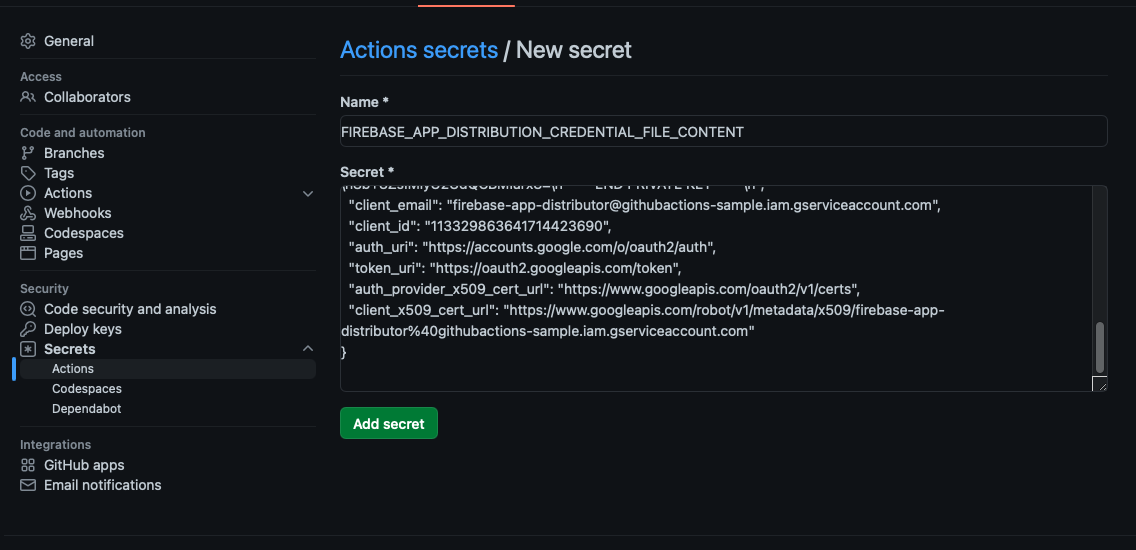 General
Access
Collaborators
Code and automation
Branches
Tags
Actions
Webhooks
Codespaces
Pages
Security
Code security and analysis
Deploy keys
Secrets
Actions
Codespaces
Dependabot
Integrations
GitHub apps
Email notifications
Actions secrets / New secret
Name *
FIREBASE_APP_DISTRIBUTION_CREDENTIAL_FILE_CONTENT
Secret *
"client_email": "firebase-app-distributor@githubactions-sample.iam.gserviceaccount.com",
"client_id": "113329863641714423690",
"auth_uri": "https://accounts.google.com/o/oauth2/auth",
"token_uri": "https://oauth2.googleapis.com/token",
"auth_provider_x509_cert_url": "https://www.googleapis.com/oauth2/v1/certs",
"client_x509_cert_url": "https://www.googleapis.com/robot/v1/metadata/x509/firebase-app-
distributor%40githubactions-sample.iam.gserviceaccount.com"
}
Add secret